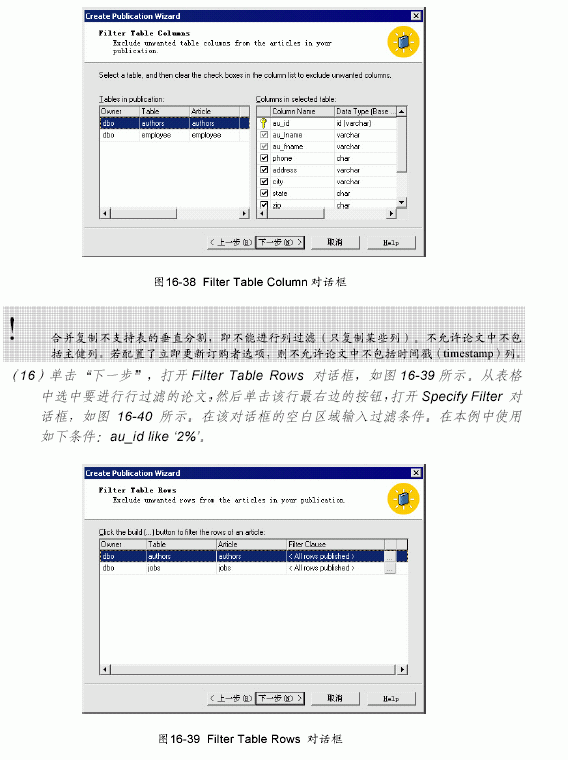 Create Publication Wizard
Filter Table Columns
Exclude unwanted table columns from the articles in your
publication.
Select a table, and then clear the check boxes in the column list to exclude unwanted columns.
Tables in publication: Columns in selected table:
Owner Table Article Column Name Data Type (Base ...
dbo authors authors au_id id (varchar)
dbo employee employee au_lname varchar
au_fname varchar
phone char
address varchar
city varchar
state char
zip char
< 上一步(B) 下一步(N) > 取消 Help
图16-38 Filter Table Column 对话框
! 合并复制不支持表的垂直分割，即不能进行列过滤（只复制某些列）。不允许论文中不包
括主健列。若配置了立即更新订购者选项，则不允许论文中不包括时间戳（timestamp）列。
（16）单击“下一步”，打开 Filter Table Rows 对话框，如图 16-39 所示。从表格
中选中要进行行过滤的论文，然后单击该行最右边的按钮，打开 Specify Filter 对
话框，如图 16-40 所示。在该对话框的空白区域输入过滤条件。在本例中使用
如下条件：au_id like ‘2%’。
Create Publication Wizard
Filter Table Rows
Exclude unwanted rows from the articles in your publication.
Click the build (...) button to filter the rows of an article:
Owner Table Article Filter Clause
dbo authors authors < All rows published > ...
dbo jobs jobs < All rows published > ...
< 上一步(B) 下一步(N) > 取消 Help
图16-39 Filter Table Rows 对话框